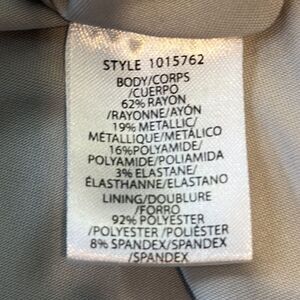 STYLE 1015762
BODY/CORPS
/CUERPO
62% RAYON
/RAYONNE/AYÓN
19% METALLIC/
MÉTALLIQUE/METÁLICO
16%POLYAMIDE/
POLYAMIDE/POLIAMIDA
3% ELASTANE/
ÉLASTHANNE/ELASTANO
LINING/DOUBLURE
/FORRO
92% POLYESTER
/POLYESTER /POLIÉSTER
8% SPANDEX/SPANDEX
/SPANDEX